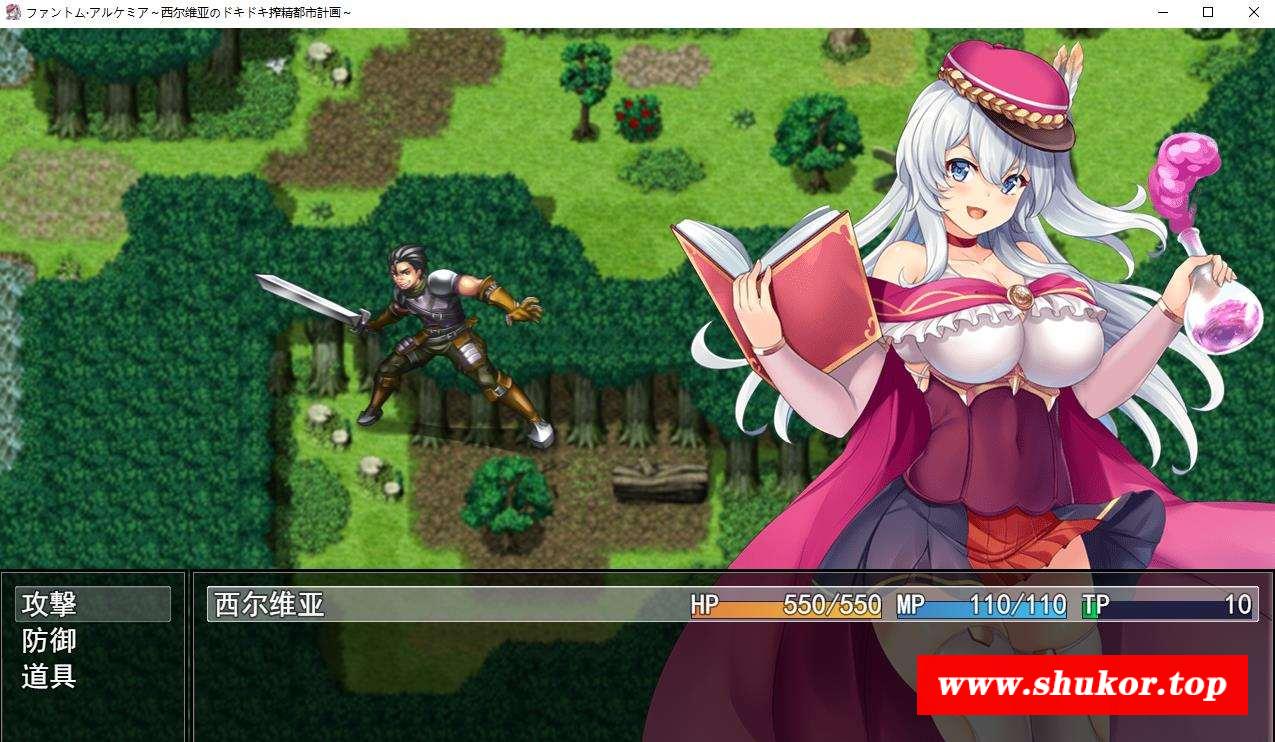 ファントム·アルケミア～西尔维亚のドキドキ搾精都市計画～
攻撃
防御
道具
西尔维亚 HP 550/550 MP 110/110 TP 10
www.shukor.top